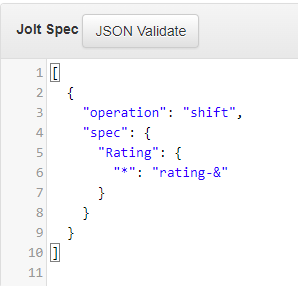 Jolt Spec JSON Validate
1 [
2 {
3 "operation": "shift",
4 "spec": {
5 "Rating": {
6 "*": "rating-&"
7 }
8 }
9 }
10 ]
11